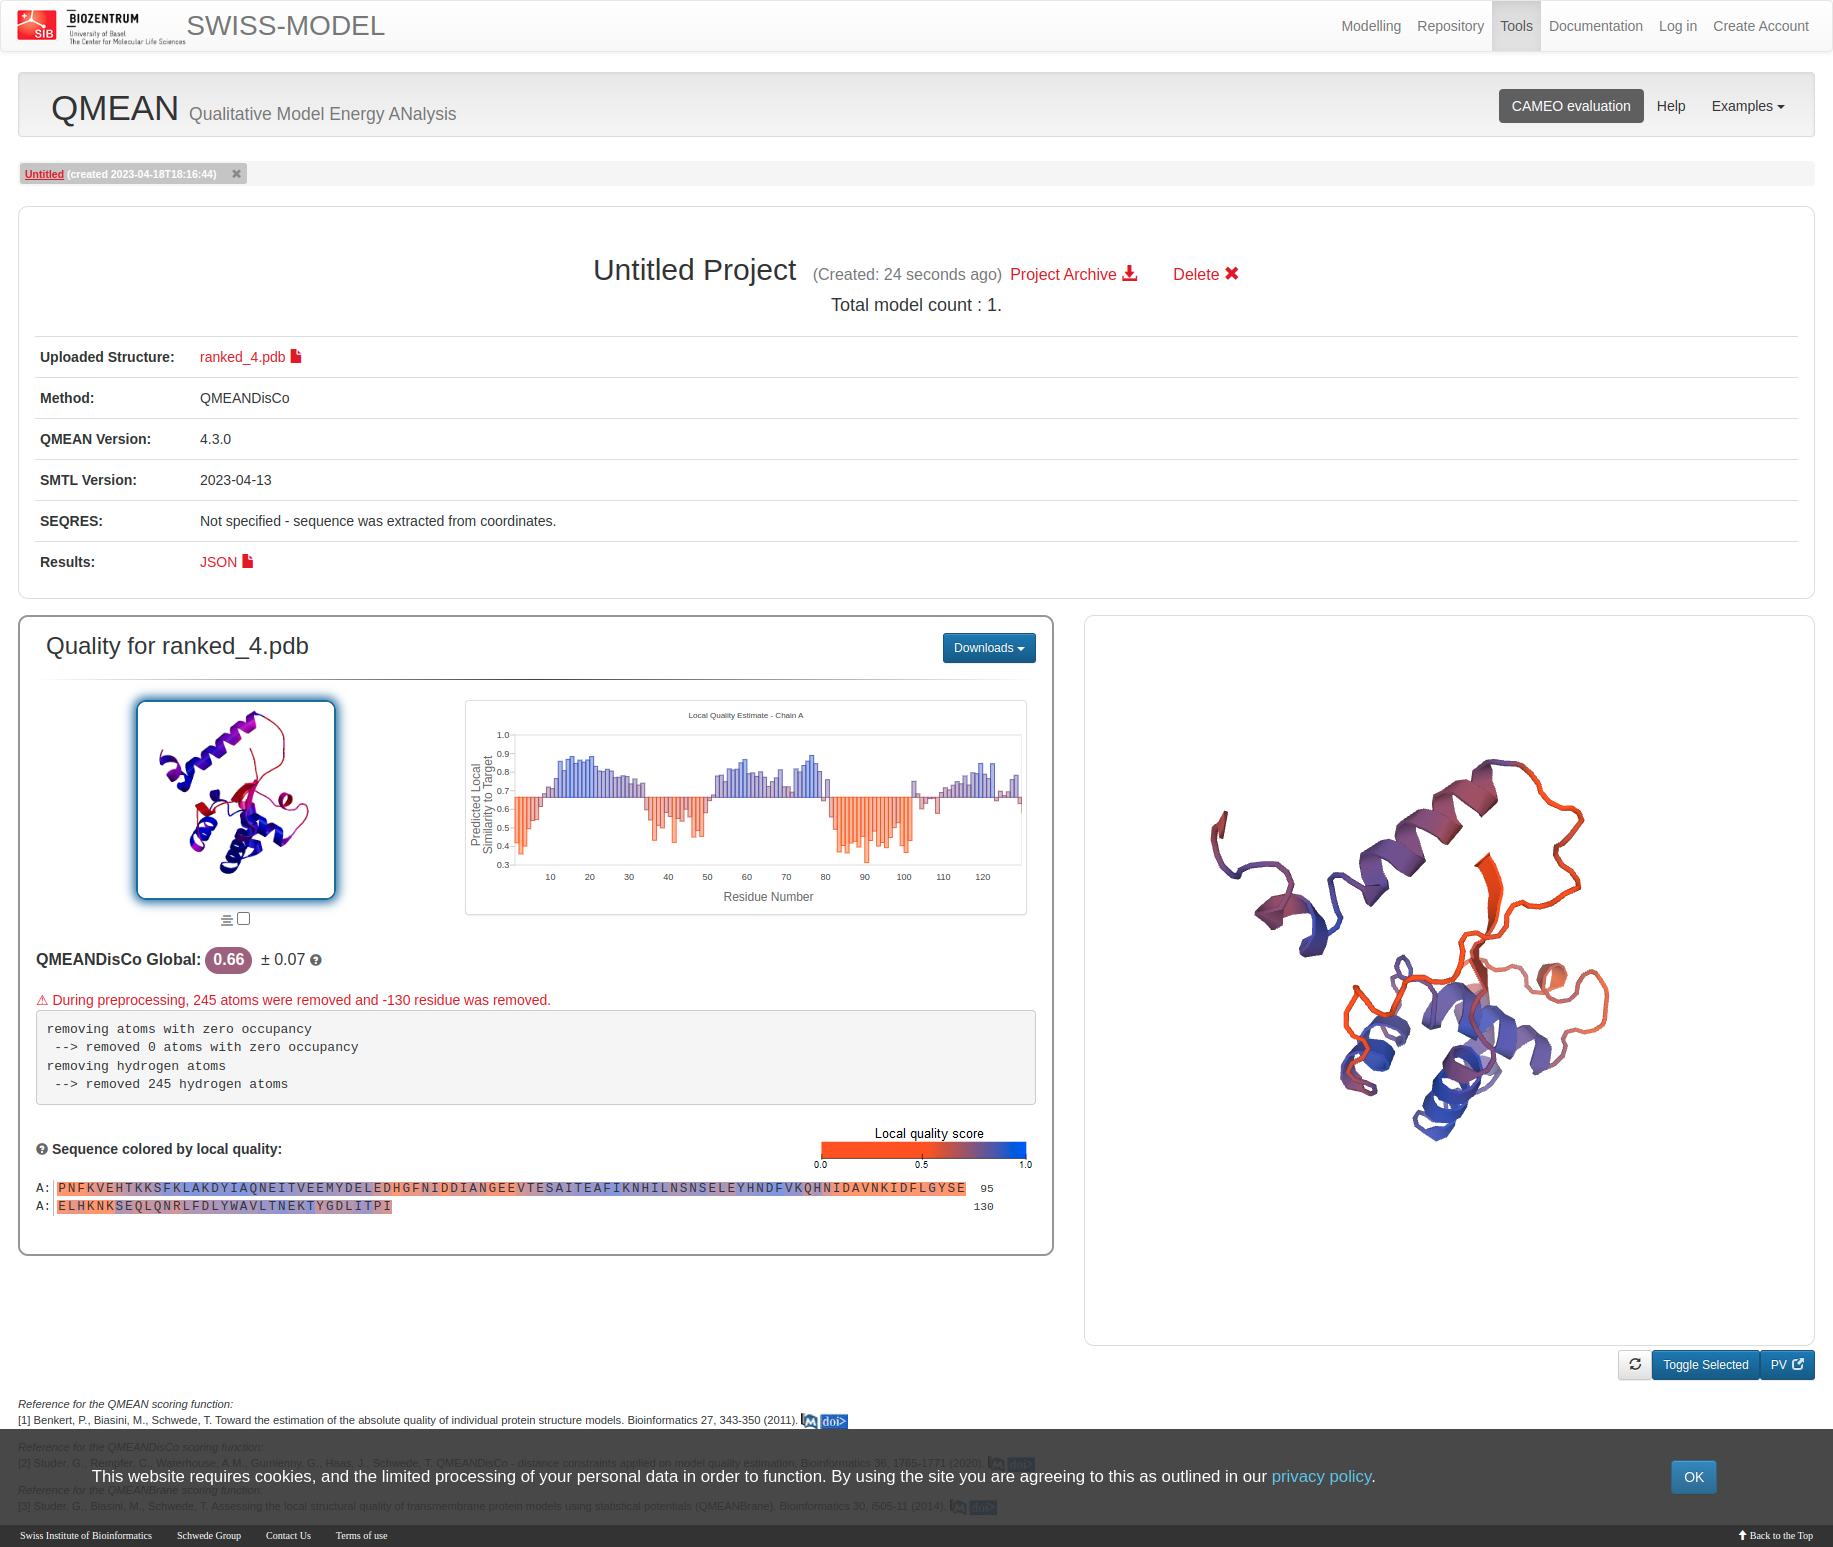 SIB
BIOZENTRUM
University of Basel
The Center for Molecular Life Sciences
SWISS-MODEL
Modelling Repository Tools Documentation Log in Create Account
QMEAN Qualitative Model Energy ANalysis
CAMEO evaluation Help Examples
Untitled (created 2023-04-18T18:16:44) ✖
Untitled Project (Created: 24 seconds ago) Project Archive Delete ✖
Total model count : 1.
Uploaded Structure: ranked_4.pdb
Method: QMEANDisCo
QMEAN Version: 4.3.0
SMTL Version: 2023-04-13
SEQRES: Not specified - sequence was extracted from coordinates.
Results: JSON
Quality for ranked_4.pdb
Downloads
Local Quality Estimate - Chain A
Predicted Local
Similarity to Target
1.0
0.9
0.8
0.7
0.6
0.5
0.4
0.3
10 20 30 40 50 60 70 80 90 100 110 120
Residue Number
QMEANDisCo Global: 0.66 ± 0.07
⚠ During preprocessing, 245 atoms were removed and -130 residue was removed.
removing atoms with zero occupancy
--> removed 0 atoms with zero occupancy
removing hydrogen atoms
--> removed 245 hydrogen atoms
Sequence colored by local quality:
Local quality score
0.0 0.5 1.0
A: PNFKVEHTKKSFKLAKDYIAQNEITVEEMYDELEDHGFNIDDIANGEEVTESAITEAFIKNHILNSNSELEYHNDFVKQHNIDAVNKIDFLGYSE 95
A: ELHKNKSEQLQNRLFDLYWAVLTNEKTYGDLITPI 130
Toggle Selected PV
Reference for the QMEAN scoring function:
[1] Benkert, P., Biasini, M., Schwede, T. Toward the estimation of the absolute quality of individual protein structure models. Bioinformatics 27, 343-350 (2011). M doi>
Reference for the QMEANDisCo scoring function:
[2] Studer, G., Rempfer, C., Waterhouse, A.M., Gumienny, G., Haas, J., Schwede, T. QMEANDisCo - distance constraints applied on model quality estimation. Bioinformatics 36, 1765-1771 (2020). M doi>
This website requires cookies, and the limited processing of your personal data in order to function. By using the site you are agreeing to this as outlined in our privacy policy.
OK
Reference for the QMEANBrane scoring function:
[3] Studer, G., Biasini, M., Schwede, T. Assessing the local structural quality of transmembrane protein models using statistical potentials (QMEANBrane). Bioinformatics 30, i505-11 (2014). M doi>
Swiss Institute of Bioinformatics Schwede Group Contact Us Terms of use
Back to the Top